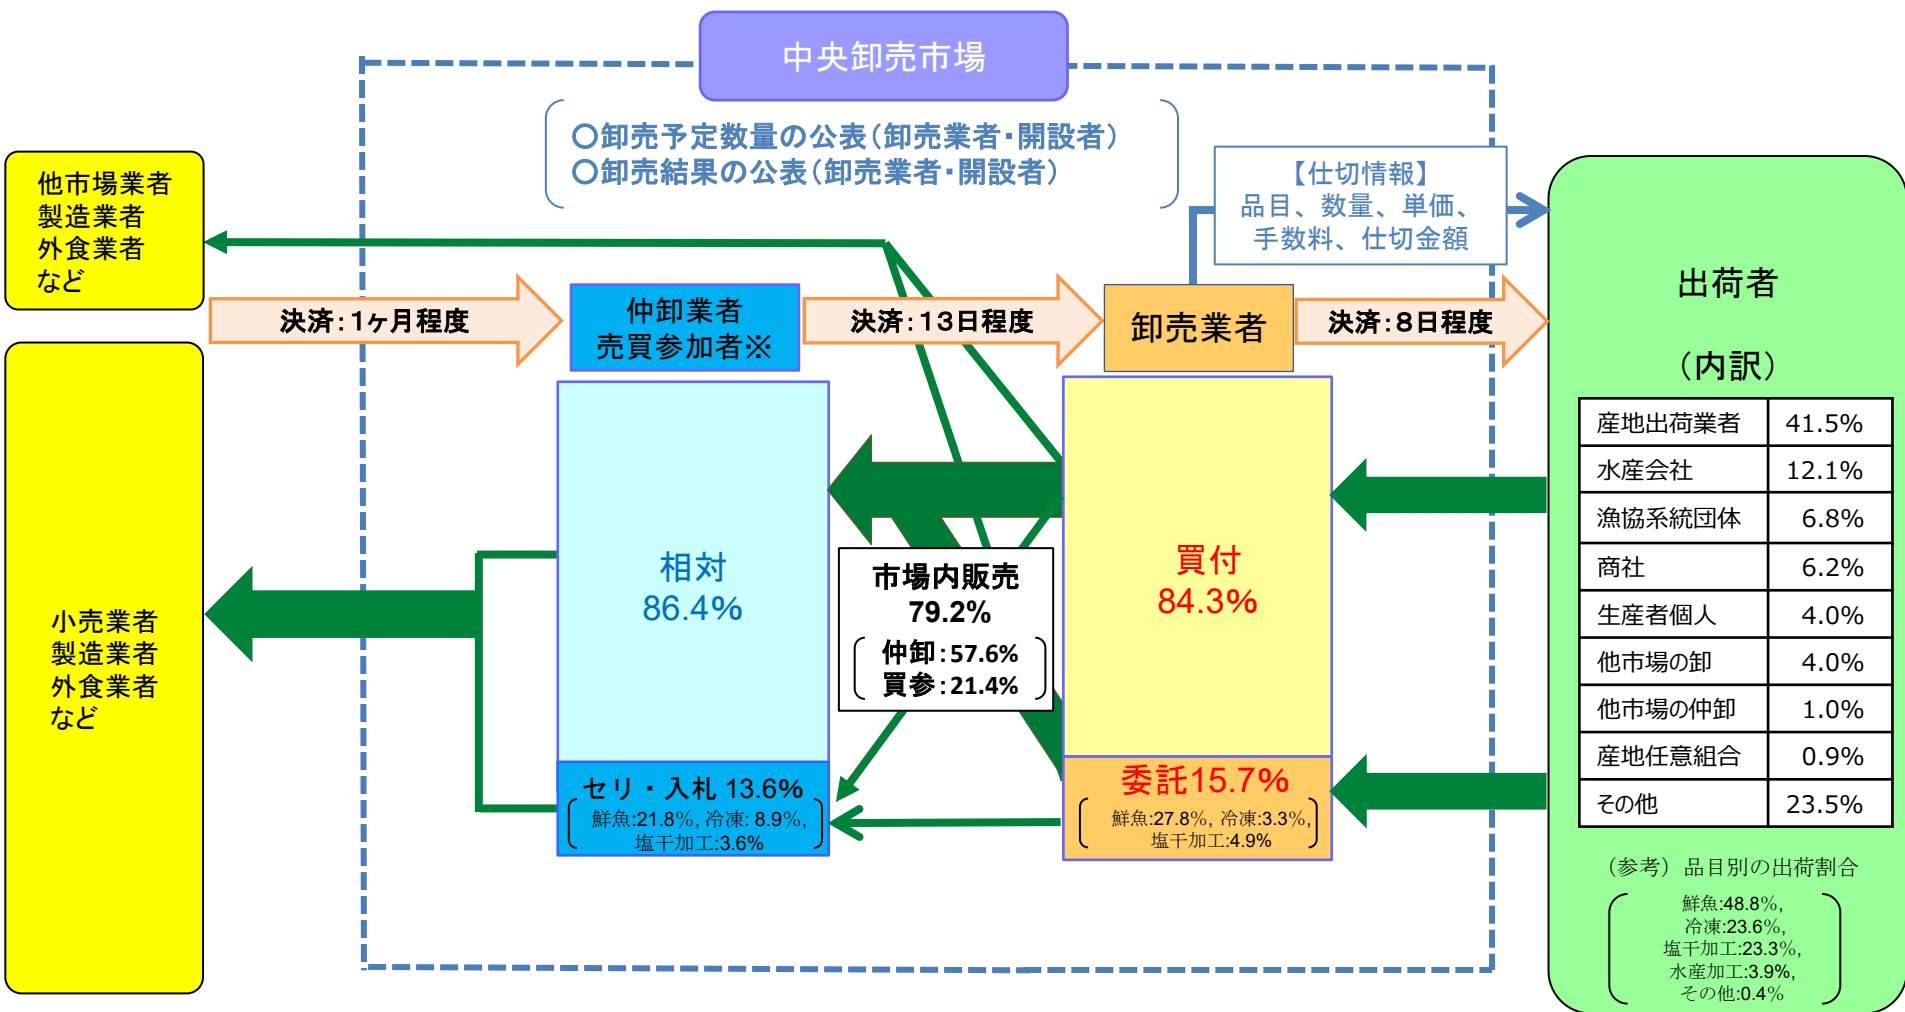 中央卸売市場
〇卸売予定数量の公表（卸売業者・開設者）
〇卸売結果の公表（卸売業者・開設者）
【仕切情報】
品目、数量、単価、
手数料、仕切金額
他市場業者
製造業者
外食業者
など
決済：1ヶ月程度
仲卸業者
売買参加者※
決済：13日程度
卸売業者
決済：8日程度
小売業者
製造業者
外食業者
など
相対
86.4%
セリ・入札 13.6%
鮮魚:21.8%, 冷凍: 8.9%,
塩干加工:3.6%
市場内販売
79.2%
仲卸：57.6%
買参：21.4%
買付
84.3%
委託15.7%
鮮魚:27.8%, 冷凍:3.3%,
塩干加工:4.9%
出荷者
（内訳）
産地出荷業者 41.5%
水産会社 12.1%
漁協系統団体 6.8%
商社 6.2%
生産者個人 4.0%
他市場の卸 4.0%
他市場の仲卸 1.0%
産地任意組合 0.9%
その他 23.5%
（参考）品目別の出荷割合
鮮魚:48.8%,
冷凍:23.6%,
塩干加工:23.3%,
水産加工:3.9%,
その他:0.4%